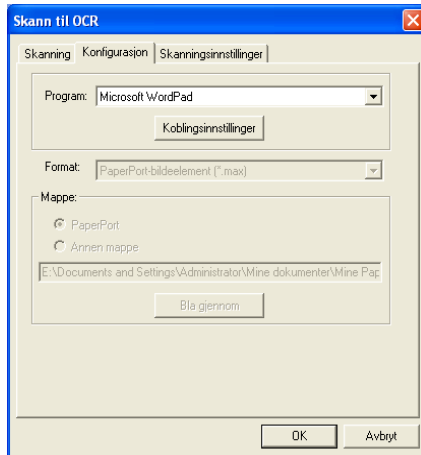 Skann til OCR
Skanning Konfigurasjon Skanningsinnstillinger
Program: Microsoft WordPad
Koblingsinnstillinger
Format: PaperPort-bildeelement (*.max)
Mappe:
PaperPort
Annen mappe
E:\Documents and Settings\Administrator\Mine dokumenter\Mine Pap
Bla gjennom
OK Avbryt